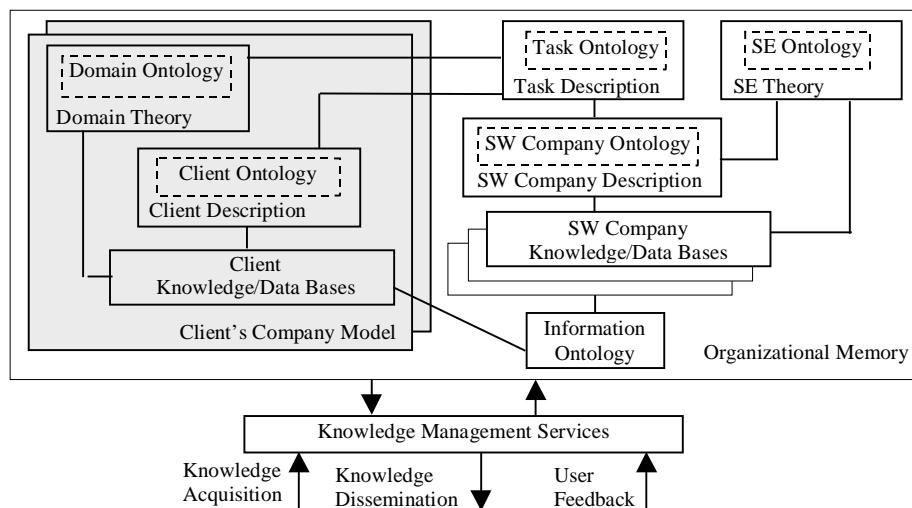 Domain Ontology
Domain Theory
Client Ontology
Client Description
Client
Knowledge/Data Bases
Client's Company Model
Task Ontology
Task Description
SE Ontology
SE Theory
SW Company Ontology
SW Company Description
SW Company
Knowledge/Data Bases
Information
Ontology
Organizational Memory
Knowledge Management Services
Knowledge
Acquisition
Knowledge
Dissemination
User
Feedback